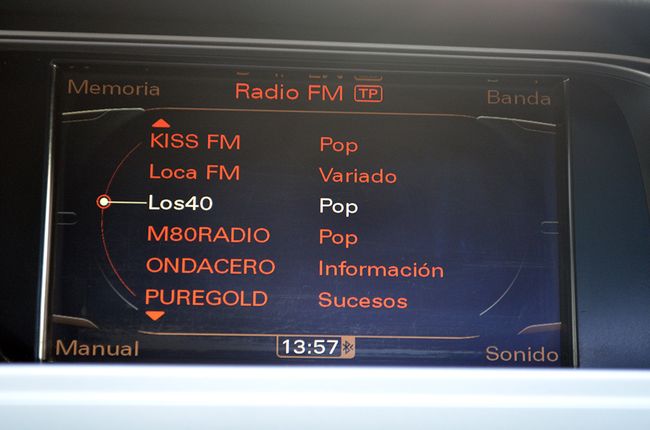 Memoria Radio FM TP Banda
KISS FM Pop
Loca FM Variado
Los40 Pop
M80RADIO Pop
ONDACERO Información
PUREGOLD Sucesos
Manual 13:57 Sonido